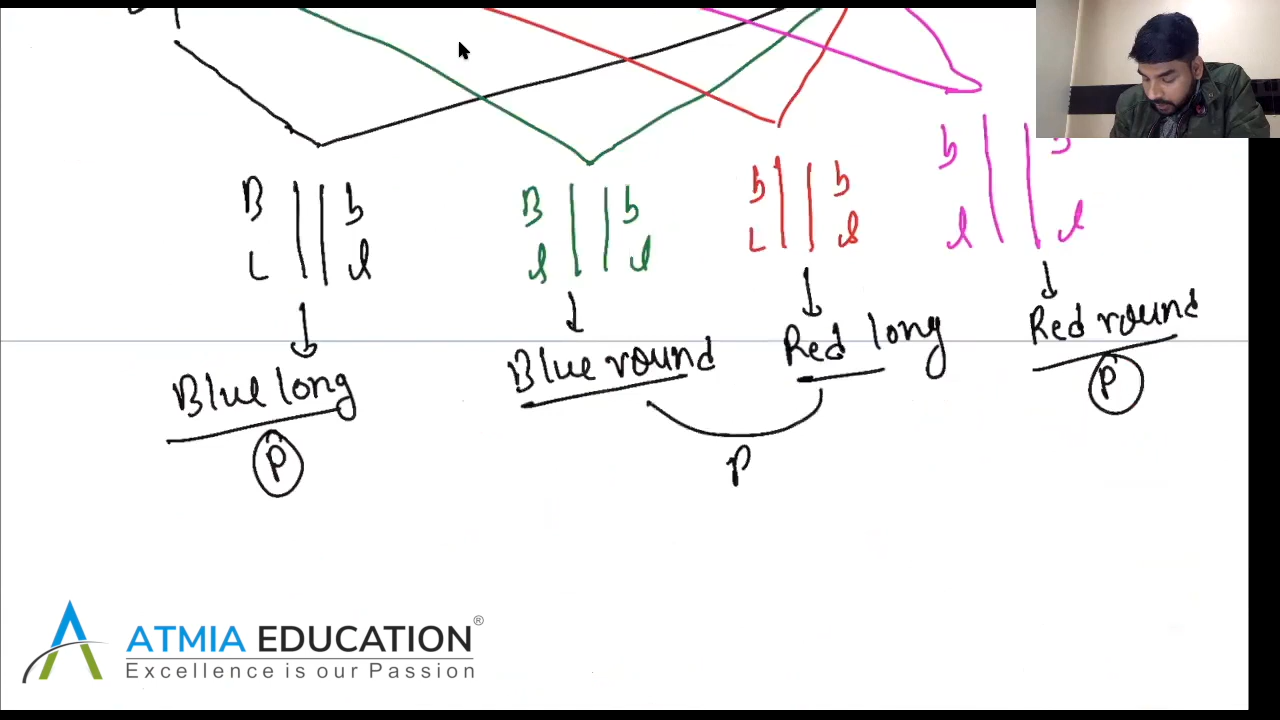 B b B b b b b b
L l l l L l l l
Blue long Blue round Red long Red round
P P P
ATMIA EDUCATION®
Excellence is our Passion